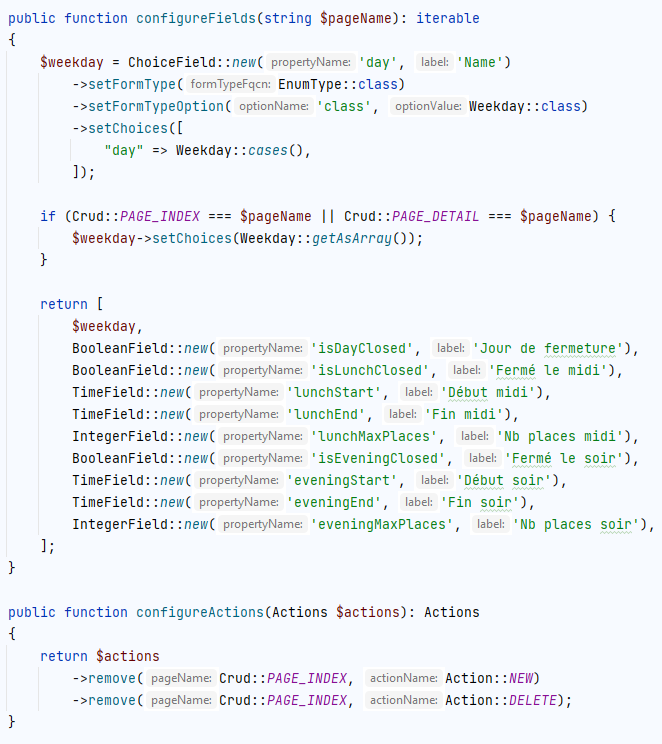 public function configureFields(string $pageName): iterable
{
    $weekday = ChoiceField::new( propertyName: 'day', label: 'Name')
        ->setFormType( formTypeFqcn: EnumType::class)
        ->setFormTypeOption( optionName: 'class', optionValue: Weekday::class)
        ->setChoices([
            "day" => Weekday::cases(),
        ]);

    if (Crud::PAGE_INDEX === $pageName || Crud::PAGE_DETAIL === $pageName) {
        $weekday->setChoices(Weekday::getAsArray());
    }

    return [
        $weekday,
        BooleanField::new( propertyName: 'isDayClosed', label: 'Jour de fermeture'),
        BooleanField::new( propertyName: 'isLunchClosed', label: 'Fermé le midi'),
        TimeField::new( propertyName: 'lunchStart', label: 'Début midi'),
        TimeField::new( propertyName: 'lunchEnd', label: 'Fin midi'),
        IntegerField::new( propertyName: 'lunchMaxPlaces', label: 'Nb places midi'),
        BooleanField::new( propertyName: 'isEveningClosed', label: 'Fermé le soir'),
        TimeField::new( propertyName: 'eveningStart', label: 'Début soir'),
        TimeField::new( propertyName: 'eveningEnd', label: 'Fin soir'),
        IntegerField::new( propertyName: 'eveningMaxPlaces', label: 'Nb places soir'),
    ];
}

public function configureActions(Actions $actions): Actions
{
    return $actions
        ->remove( pageName: Crud::PAGE_INDEX, actionName: Action::NEW)
        ->remove( pageName: Crud::PAGE_INDEX, actionName: Action::DELETE);
}